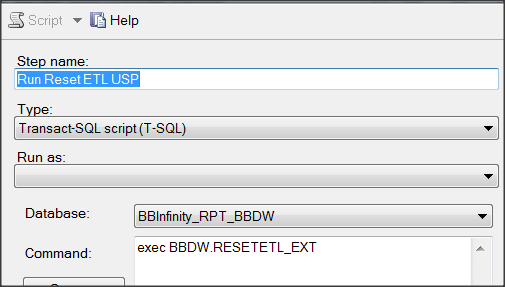 Script Help
Step name:
Run Reset ETL USP
Type:
Transact-SQL script (T-SQL)
Run as:
Database: BBInfinity_RPT_BBDW
Command: exec BBDW.RESETETL_EXT